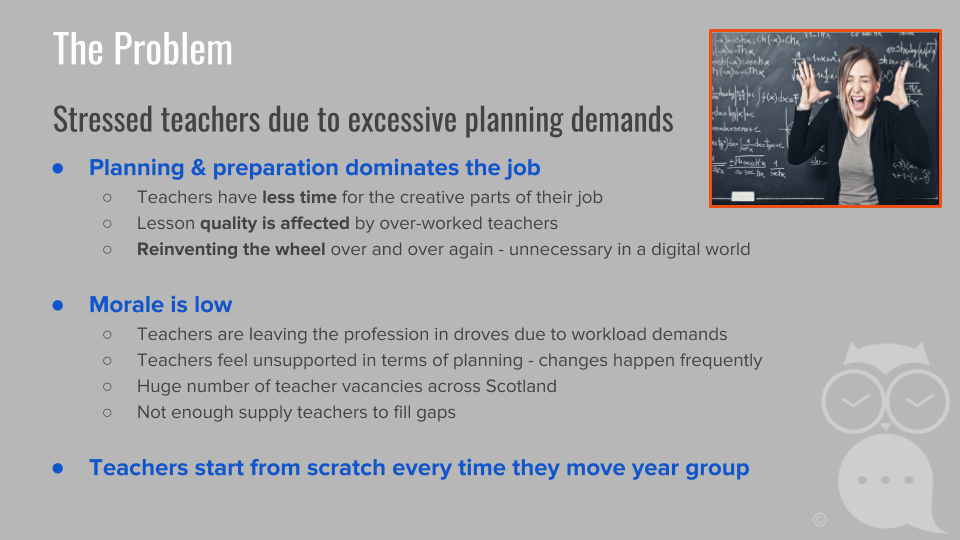 The Problem
Stressed teachers due to excessive planning demands
● Planning & preparation dominates the job
○ Teachers have less time for the creative parts of their job
○ Lesson quality is affected by over-worked teachers
○ Reinventing the wheel over and over again - unnecessary in a digital world
● Morale is low
○ Teachers are leaving the profession in droves due to workload demands
○ Teachers feel unsupported in terms of planning - changes happen frequently
○ Huge number of teacher vacancies across Scotland
○ Not enough supply teachers to fill gaps
● Teachers start from scratch every time they move year group
©